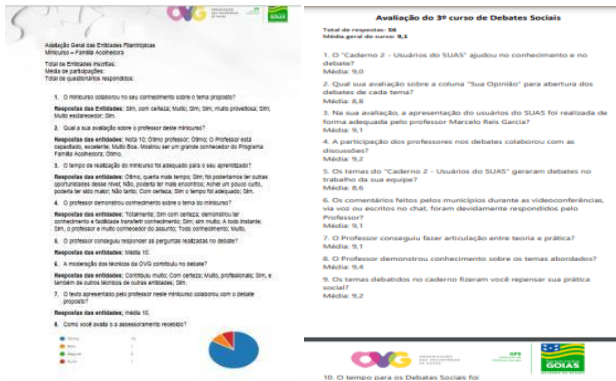 OVG
ORGANIZAÇÃO
DAS VOLUNTÁRIAS
DE GOIÁS
GOIÁS
Avaliação Geral das Entidades Filantrópicas
Minicurso – Família Acolhedora
Total de Entidades inscritas:
Média de participações:
Total de questionários respondidos:
1. O minicurso colaborou no seu conhecimento sobre o tema proposto?
Respostas das Entidades: Sim, com certeza; Muito; Sim; Sim; muito proveitosa; Sim;
Muito esclarecedor; Sim.
2. Qual a sua avaliação sobre o professor deste minicurso?
Respostas das entidades: Nota 10; Ótimo professor; Ótimo; O Professor está
capacitado, excelente; Muito Boa. Mostrou ser um grande conhecedor do Programa
Família Acolhedora; Ótimo.
3. O tempo de realização do minicurso foi adequado para o seu aprendizado?
Respostas das entidades: Ótimo, queria mais tempo; Sim; foi poderíamos ter outras
oportunidades desse nível; Não, poderia ter mais encontros; Achei um pouco curto,
poderia ter sido maior; Não tanto; Com certeza; Sim o tempo foi adequado; Sim.
4. O professor demonstrou conhecimento sobre o tema do minicurso?
Respostas das entidades: Totalmente; Sim com certeza; demonstrou ter
conhecimento e facilidade transferir conhecimento; Sim; sim muito; A todo instante;
Sim, o professor e muito conhecedor do assunto; Todo conhecimento; Muito.
5. O professor conseguiu responder as perguntas realizadas no debate?
Respostas das entidades: Média 10.
6. A moderação dos técnicos da OVG contribuiu no debate?
Respostas das entidades: Contribuiu muito; Com certeza; Muito, profissionais; Sim, e
também de outros técnicos de outras entidades; Sim.
7. O texto apresentado pelo professor neste minicurso colaborou com o debate
proposto?
Respostas das entidades; média 10.
8. Como você avalia o a assessoramento recebido?
Avaliação do 3º curso de Debates Sociais
Total de respostas: 56
Média geral do curso: 9,1
1. O "Caderno 2 - Usuários do SUAS" ajudou no conhecimento e no
debate?
Média: 9,0
2. Qual sua avaliação sobre a coluna "Sua Opinião" para abertura dos
debates de cada tema?
Média: 8,8
3. Na sua avaliação, a apresentação do usuários do SUAS foi realizada de
forma adequada pelo professor Marcelo Reis Garcia?
Média: 9,1
4. A participação dos professores nos debates colaborou com as
discussões?
Média: 9,2
5. Os temas do "Caderno 2 - Usuários do SUAS" geraram debates no
trabalho da sua equipe?
Média: 8,6
6. Os comentários feitos pelos municípios durante as videoconferências,
via voz ou escritos no chat, foram devidamente respondidos pelo
Professor?
Média: 9,1
7. O Professor conseguiu fazer articulação entre teoria e prática?
Média: 9,1
8. O Professor demonstrou conhecimento sobre os temas abordados?
Média: 9,4
9. Os temas debatidos no caderno fizeram você repensar sua prática
social?
Média: 9,2
OVG
ORGANIZAÇÃO
DAS VOLUNTÁRIAS
DE GOIÁS
GPS
GOIÁS
10. O tempo para os Debates Sociais foi